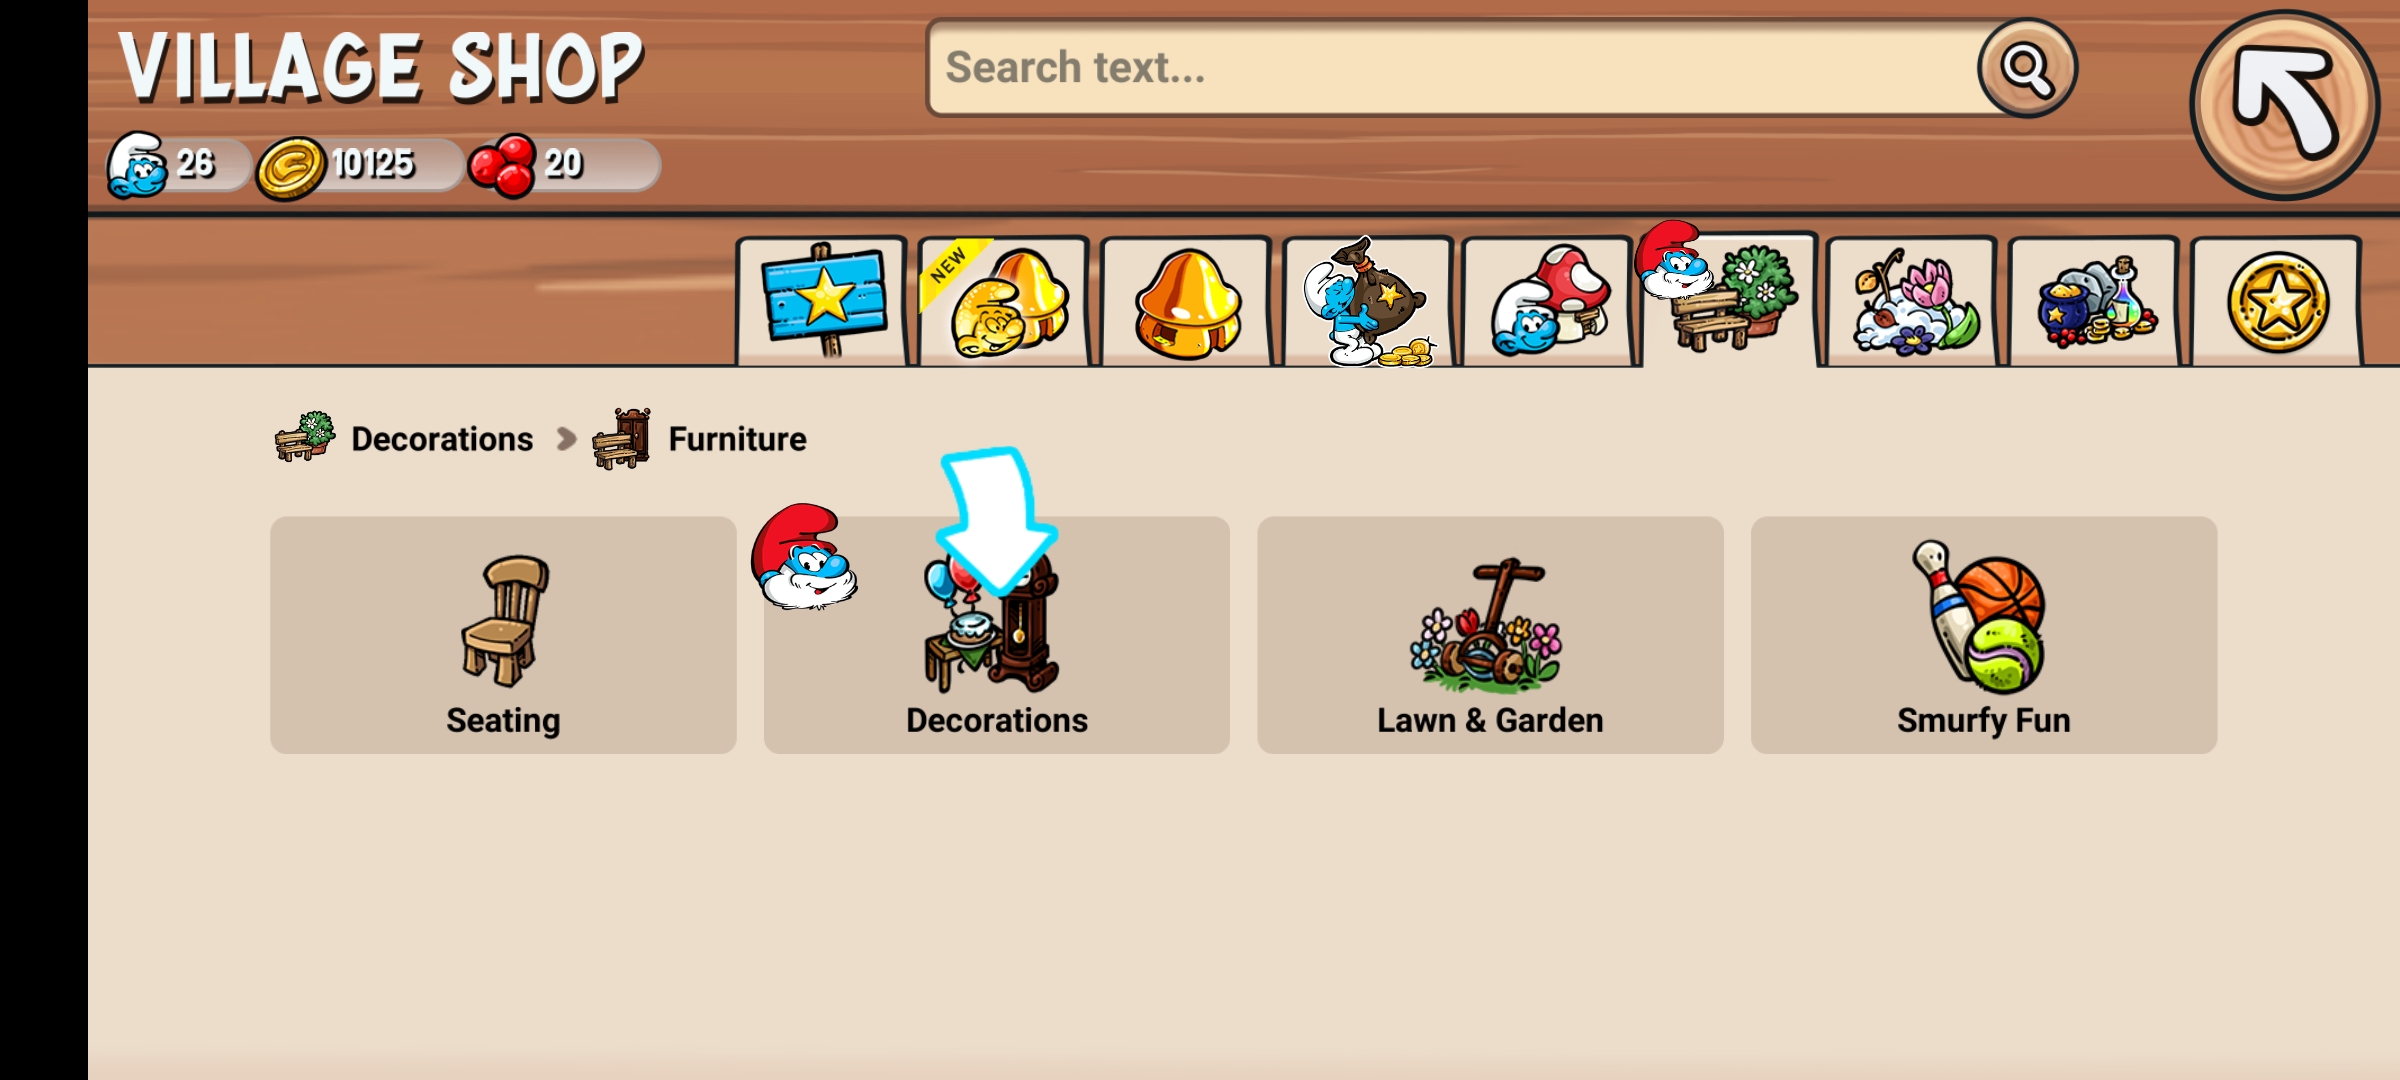 VILLAGE SHOP
Search text...
26
10125
20
NEW
Decorations
Furniture
Seating
Decorations
Lawn & Garden
Smurfy Fun